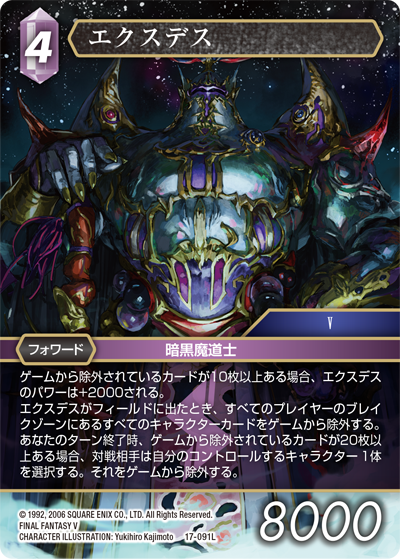 4
エクスデス
V
フォワード
暗黒魔道士
ゲームから除外されているカードが10枚以上ある場合、エクスデス
のパワーは+2000される。
エクスデスがフィールドに出たとき、すべてのプレイヤーのブレイ
クゾーンにあるすべてのキャラクターカードをゲームから除外する。
あなたのターン終了時、ゲームから除外されているカードが20枚以
上ある場合、対戦相手は自分のコントロールするキャラクター 1体
を選択する。それをゲームから除外する。
© 1992, 2006 SQUARE ENIX CO., LTD. All Rights Reserved.
FINAL FANTASY V
CHARACTER ILLUSTRATION: Yukihiro Kajimoto
17-091L
8000